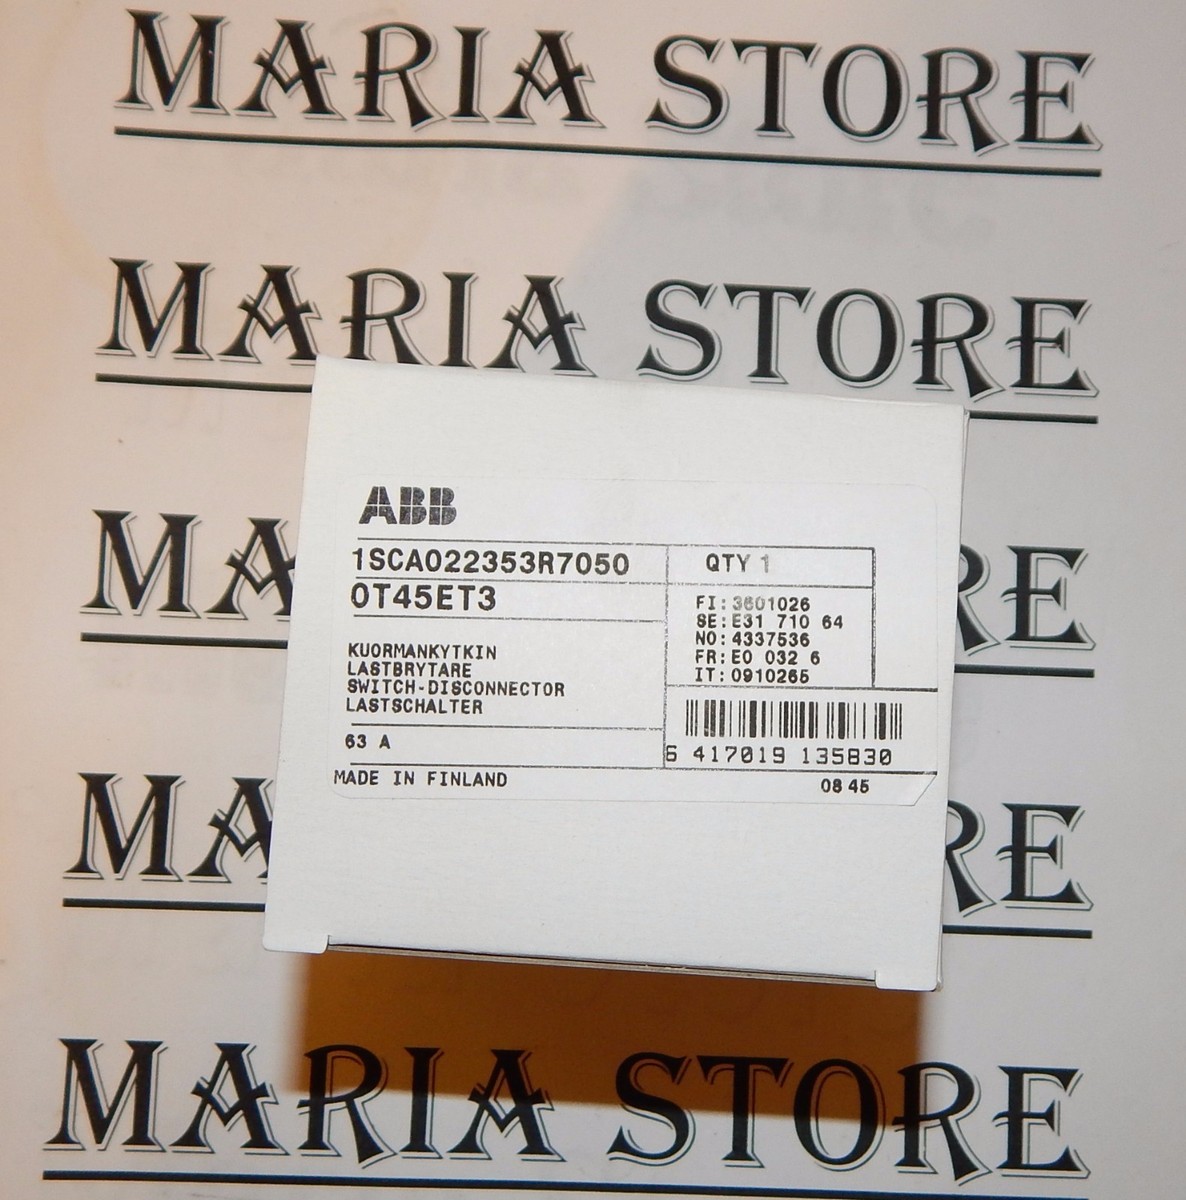 MARIA STORE
MARIA STORE
MA RE
ABB
1SCA022353R7050
QTY 1
OT45ET3
FI: 3601026
SE: E31 710 64
NO: 4337536
FR: E0 032 6
IT: 0910265
KUORMANKYTKIN
LASTBRYTARE
SWITCH-DISCONNECTOR
LASTSCHALTER
63 A
6 417019 135830
MADE IN FINLAND
08 45
MA RE
MARIA STORE